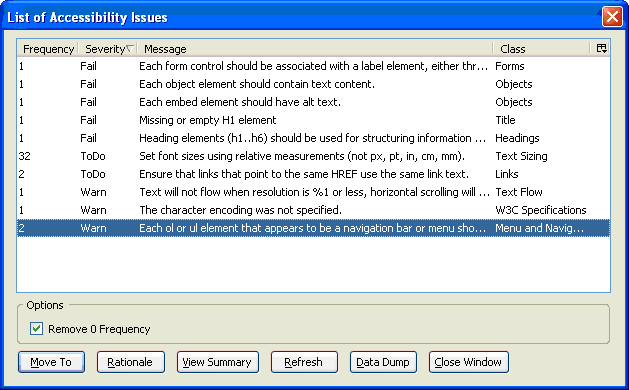 List of Accessibility Issues
Frequency Severity Message Class
1 Fail Each form control should be associated with a label element, either thr... Forms
1 Fail Each object element should contain text content. Objects
1 Fail Each embed element should have alt text. Objects
1 Fail Missing or empty H1 element Title
1 Fail Heading elements (h1..h6) should be used for structuring information ... Headings
32 ToDo Set font sizes using relative measurements (not px, pt, in, cm, mm). Text Sizing
2 ToDo Ensure that links that point to the same HREF use the same link text. Links
1 Warn Text will not flow when resolution is %1 or less, horizontal scrolling will ... Text Flow
1 Warn The character encoding was not specified. W3C Specifications
2 Warn Each ol or ul element that appears to be a navigation bar or menu sho... Menu and Navig...
Options
Remove 0 Frequency
Move To Rationale View Summary Refresh Data Dump Close Window